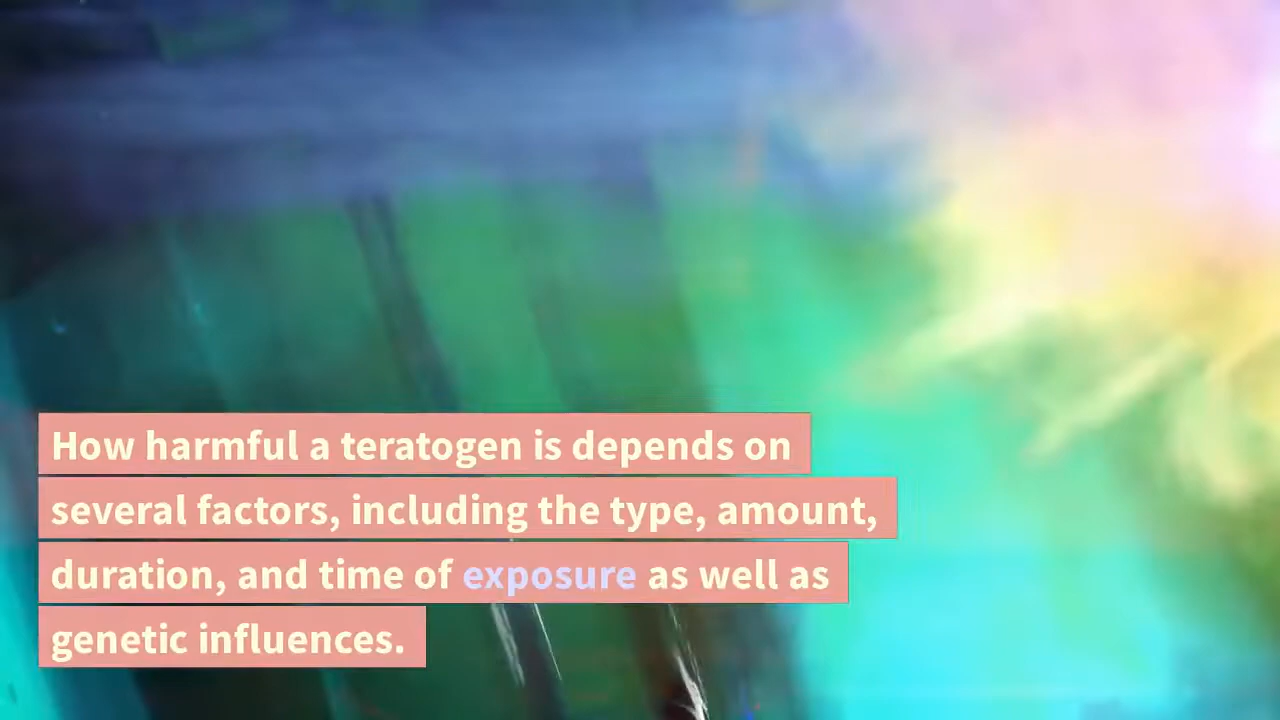 How harmful a teratogen is depends on
several factors, including the type, amount,
duration, and time of exposure as well as
genetic influences.